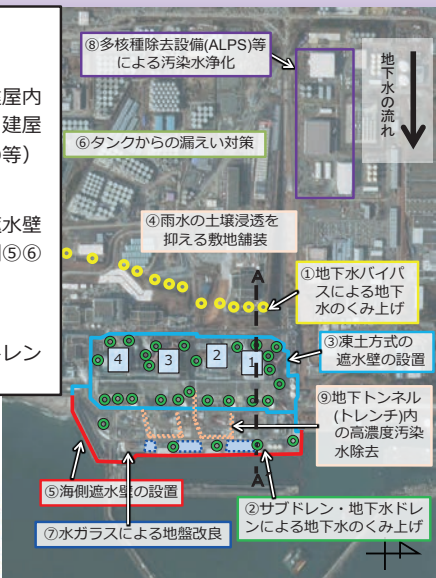 屋内
建屋
等）
水壁
⑤⑥
レン
⑧多核種除去設備(ALPS)等
による汚染水浄化
地下水の流れ
⑥タンクからの漏えい対策
④雨水の土壌浸透を
抑える敷地舗装
A
①地下水バイパ
スによる地下
水のくみ上げ
③凍土方式の
遮水壁の設置
4
3
2
1
⑨地下トンネル
(トレンチ)内
の高濃度汚染
水除去
A'
⑤海側遮水壁の設置
②サブドレン・地下水ドレ
ンによる地下水のくみ上げ
⑦水ガラスによる地盤改良